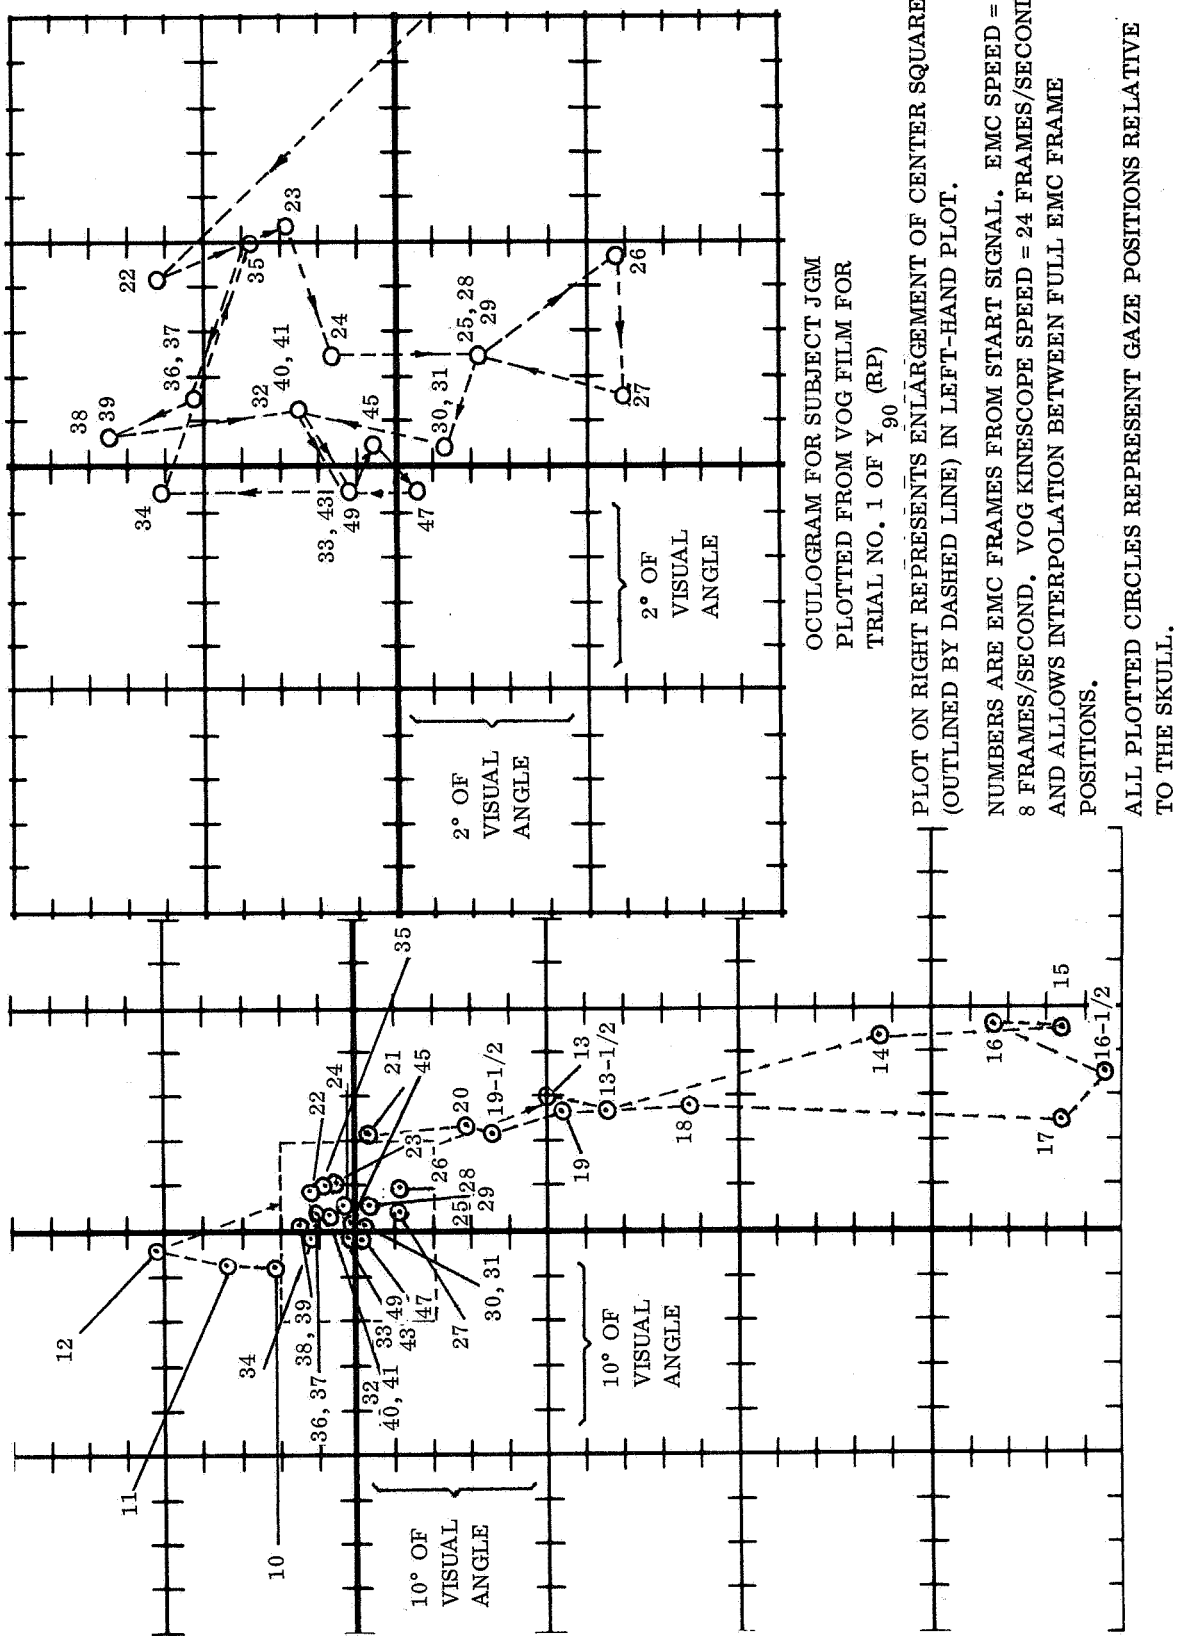 12
11
10
34
38, 39
36, 37
32
40, 41
33
43
49
47
27
30, 31
25
28
29
26
23
22
24
35
21
45
20
19-1/2
13
13-1/2
19
18
14
16
15
16-1/2
17
10° OF
VISUAL
ANGLE
10° OF
VISUAL
ANGLE
38
39
36, 37
22
35
23
34
32
40, 41
24
33, 43
49
45
47
30, 31
25, 28
29
26
27
2° OF
VISUAL
ANGLE
2° OF
VISUAL
ANGLE
OCULOGRAM FOR SUBJECT JGM
PLOTTED FROM VOG FILM FOR
TRIAL NO. 1 OF Y90 (RP)
PLOT ON RIGHT REPRESENTS ENLARGEMENT OF CENTER SQUARE
(OUTLINED BY DASHED LINE) IN LEFT-HAND PLOT.
NUMBERS ARE EMC FRAMES FROM START SIGNAL. EMC SPEED =
8 FRAMES/SECOND. VOG KINESCOPE SPEED = 24 FRAMES/SECOND
AND ALLOWS INTERPOLATION BETWEEN FULL EMC FRAME
POSITIONS.
ALL PLOTTED CIRCLES REPRESENT GAZE POSITIONS RELATIVE
TO THE SKULL.